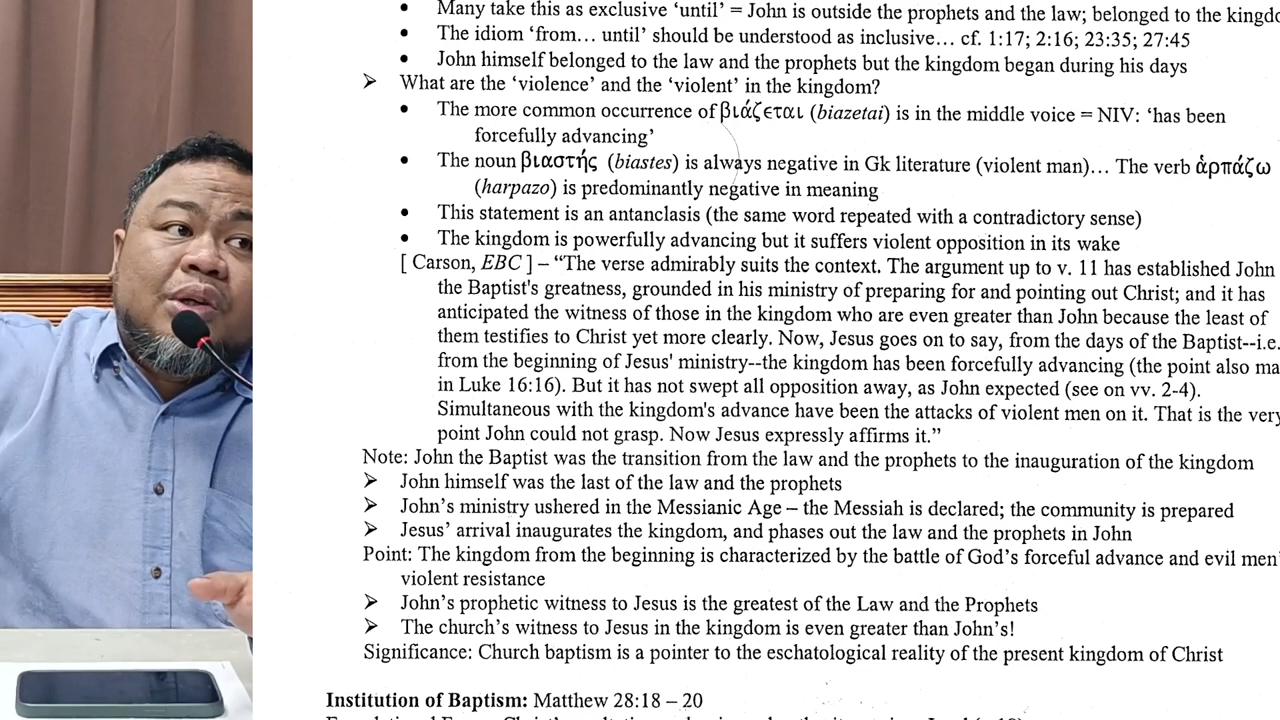 • Many take this as exclusive ‘until’ = John is outside the prophets and the law; belonged to the
• The idiom ‘from… until’ should be understood as inclusive… cf. 1:17; 2:16; 23:35; 27:45
• John himself belonged to the law and the prophets but the kingdom began during his days
➢ What are the ‘violence’ and the ‘violent’ in the kingdom?
• The more common occurrence of βιάζεται (biazetai) is in the middle voice = NIV: ‘has been
forcefully advancing’
• The noun βιαστής (biastes) is always negative in Gk literature (violent man)… The verb ἁρπάζω
(harpazo) is predominantly negative in meaning
• This statement is an antanclasis (the same word repeated with a contradictory sense)
• The kingdom is powerfully advancing but it suffers violent opposition in its wake
[ Carson, EBC ] – “The verse admirably suits the context. The argument up to v. 11 has established John
the Baptist's greatness, grounded in his ministry of preparing for and pointing out Christ; and it has
anticipated the witness of those in the kingdom who are even greater than John because the least of
them testifies to Christ yet more clearly. Now, Jesus goes on to say, from the days of the Baptist--i.e.
from the beginning of Jesus' ministry--the kingdom has been forcefully advancing (the point also
in Luke 16:16). But it has not swept all opposition away, as John expected (see on vv. 2-4).
Simultaneous with the kingdom's advance have been the attacks of violent men on it. That is the very
point John could not grasp. Now Jesus expressly affirms it.”
Note: John the Baptist was the transition from the law and the prophets to the inauguration of the kingdom
➢ John himself was the last of the law and the prophets
➢ John’s ministry ushered in the Messianic Age – the Messiah is declared; the community is prepared
➢ Jesus’ arrival inaugurates the kingdom, and phases out the law and the prophets in John
Point: The kingdom from the beginning is characterized by the battle of God’s forceful advance and evil men’
violent resistance
➢ John’s prophetic witness to Jesus is the greatest of the Law and the Prophets
➢ The church’s witness to Jesus in the kingdom is even greater than John’s!
Significance: Church baptism is a pointer to the eschatological reality of the present kingdom of Christ
Institution of Baptism: Matthew 28:18 – 20